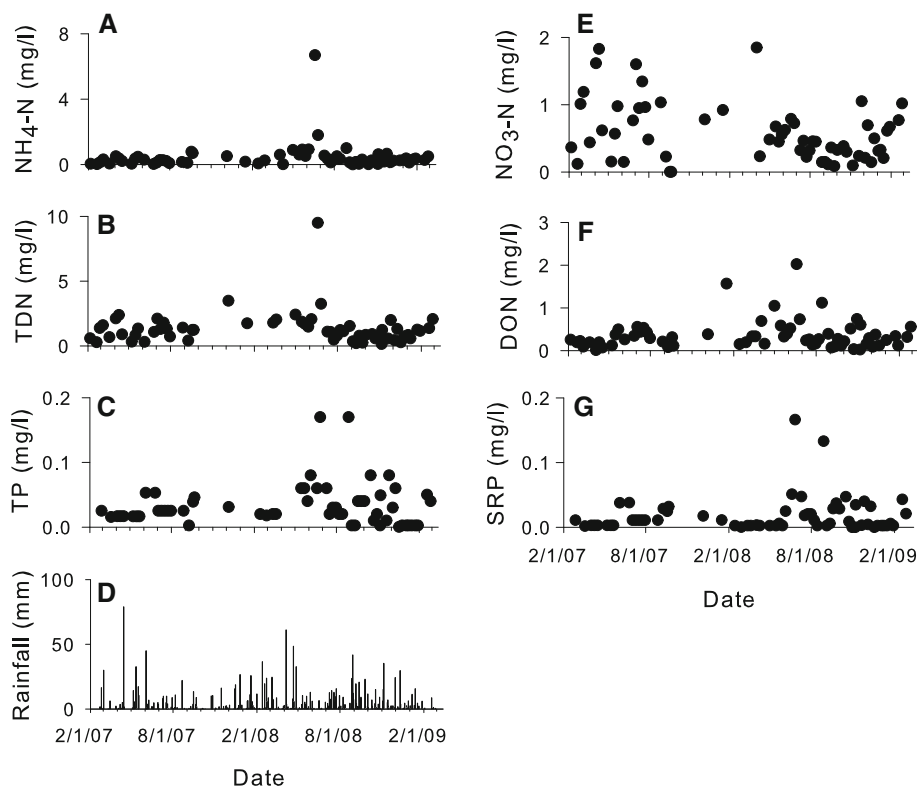 A
NH4-N (mg/l)
8
4
0
B
TDN (mg/l)
10
5
0
C
TP (mg/l)
0.2
0.1
0.0
D
Rainfall (mm)
100
50
0
2/1/07 8/1/07 2/1/08 8/1/08 2/1/09
Date
E
NO3-N (mg/l)
2
1
0
F
DON (mg/l)
3
2
1
0
G
SRP (mg/l)
0.2
0.1
0.0
2/1/07 8/1/07 2/1/08 8/1/08 2/1/09
Date